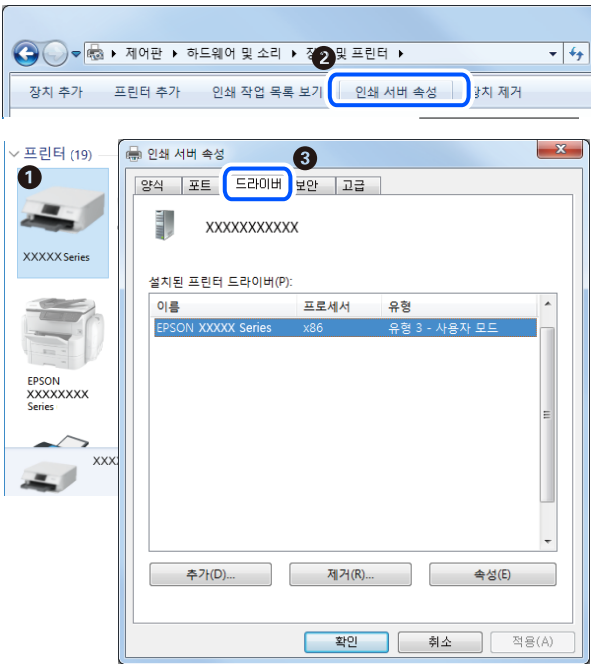 제어판 하드웨어 및 소리 장치 및 프린터
2
장치 추가 프린터 추가 인쇄 작업 목록 보기 인쇄 서버 속성 장치 제거
프린터 (19)
1
XXXXX Series
EPSON
XXXXXXXX
Series
XXX
인쇄 서버 속성
3
양식 포트 드라이버 보안 고급
XXXXXXXXXXX
설치된 프린터 드라이버(P):
이름 프로세서 유형
EPSON XXXXX Series x86 유형 3 - 사용자 모드
추가(D)... 제거(R)... 속성(E)
확인 취소 적용(A)